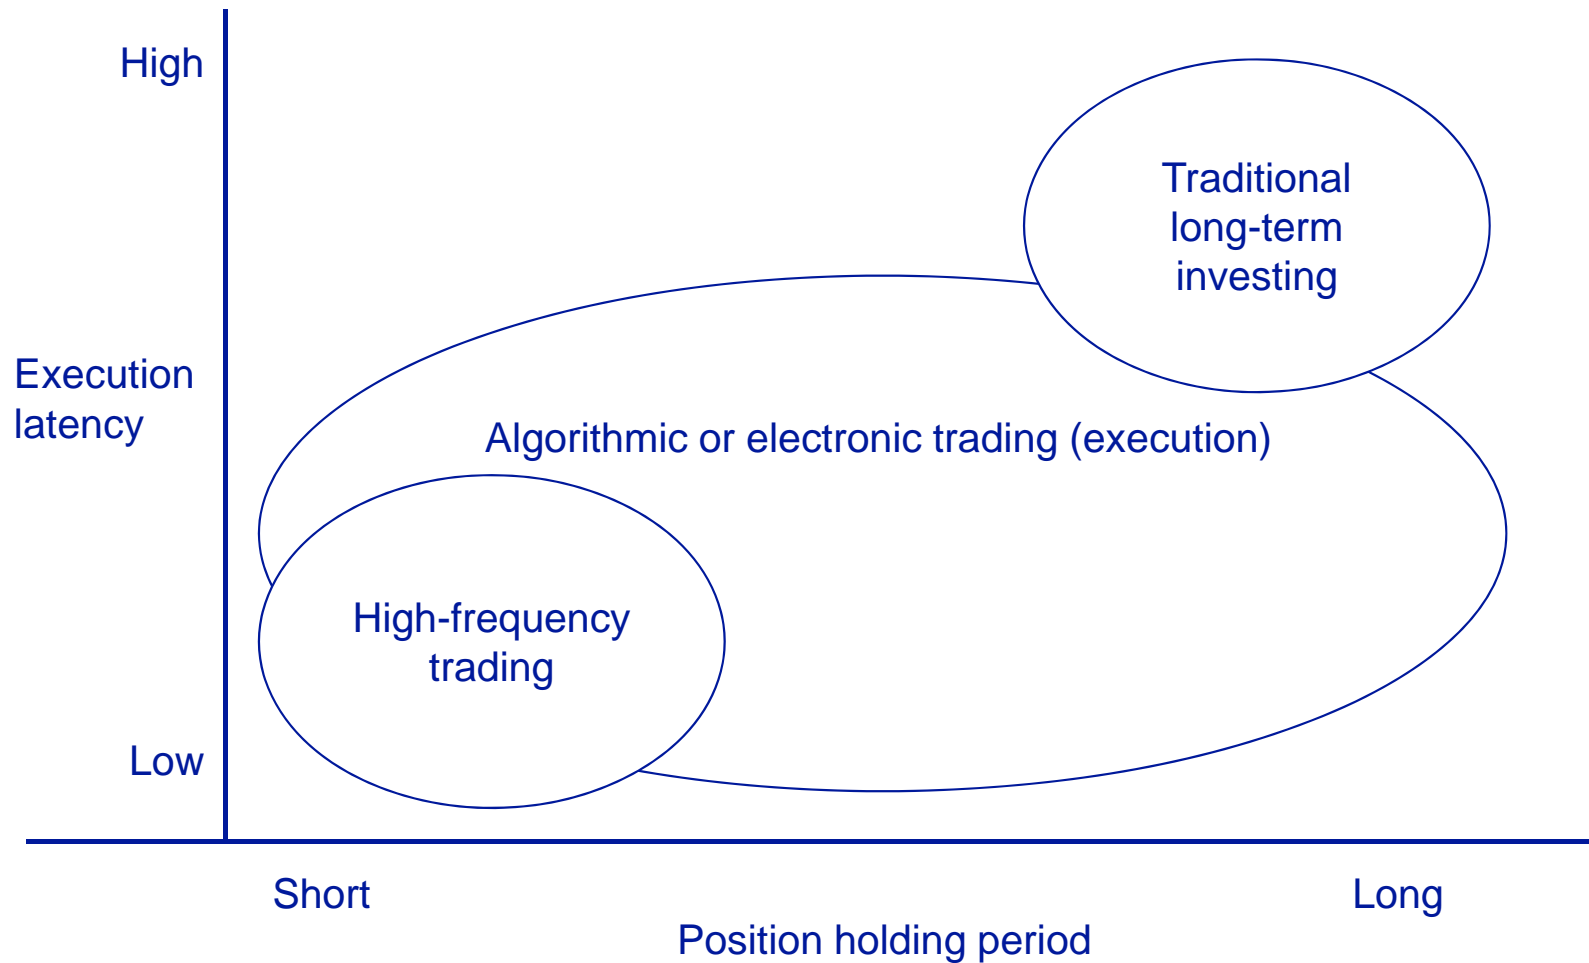 High
Traditional
long-term
investing
Execution
latency
Algorithmic or electronic trading (execution)
High-frequency
trading
Low
Short
Long
Position holding period